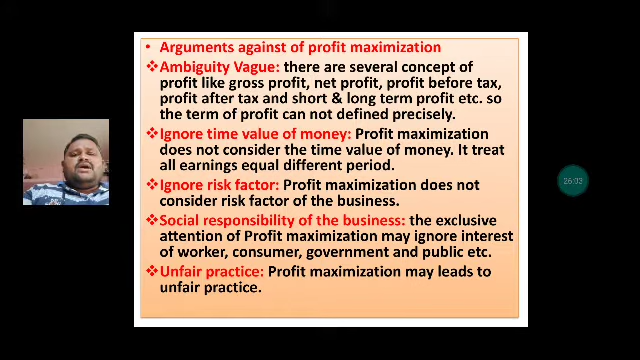 • Arguments against of profit maximization
❖Ambiguity Vague: there are several concept of
profit like gross profit, net profit, profit before tax,
profit after tax and short & long term profit etc. so
the term of profit can not defined precisely.
❖Ignore time value of money: Profit maximization
does not consider the time value of money. It treat
all earnings equal different period.
❖Ignore risk factor: Profit maximization does not
consider risk factor of the business.
❖Social responsibility of the business: the exclusive
attention of Profit maximization may ignore interest
of worker, consumer, government and public etc.
❖Unfair practice: Profit maximization may leads to
unfair practice.
26:03